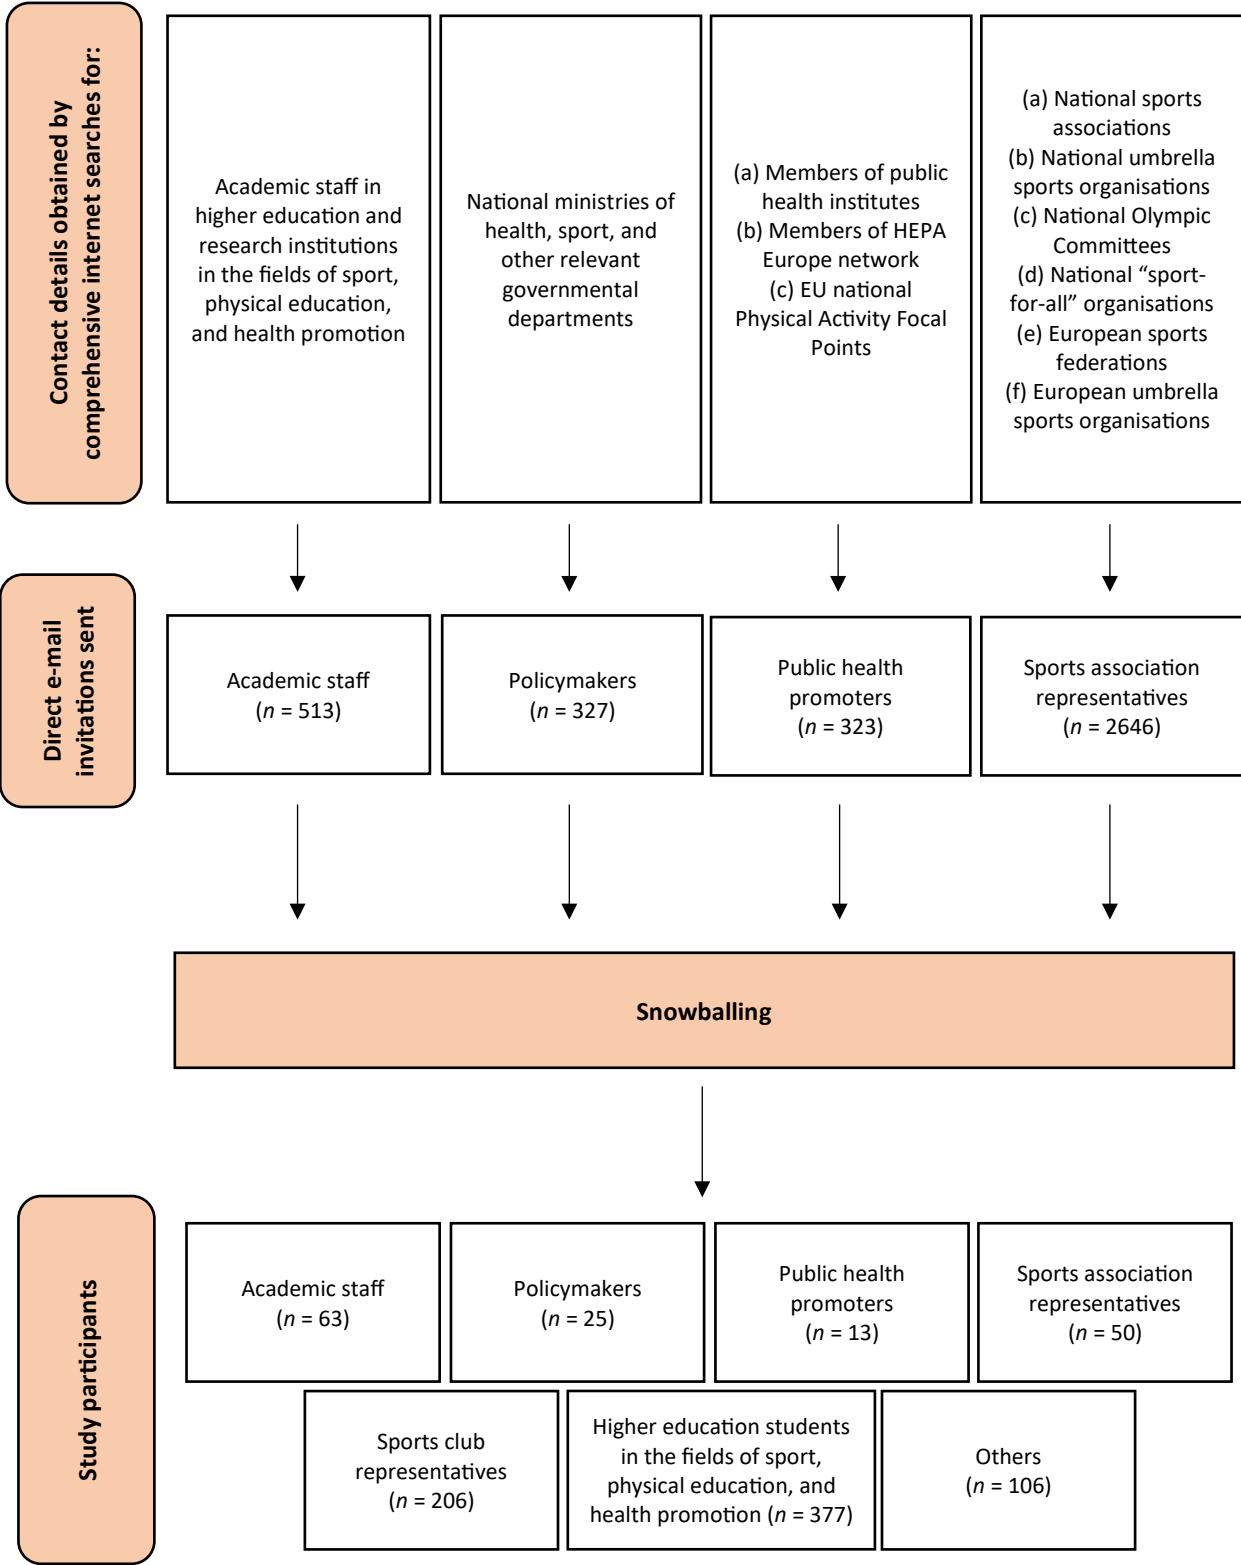 Contact details obtained by
comprehensive internet searches for:
Academic staff in
higher education and
research institutions
in the fields of sport,
physical education,
and health promotion
National ministries of
health, sport, and
other relevant
governmental
departments
(a) Members of public
health institutes
(b) Members of HEPA
Europe network
(c) EU national
Physical Activity Focal
Points
(a) National sports
associations
(b) National umbrella
sports organisations
(c) National Olympic
Committees
(d) National “sport-
for-all” organisations
(e) European sports
federations
(f) European umbrella
sports organisations
Direct e-mail
invitations sent
Academic staff
(n = 513)
Policymakers
(n = 327)
Public health
promoters
(n = 323)
Sports association
representatives
(n = 2646)
Snowballing
Study participants
Academic staff
(n = 63)
Policymakers
(n = 25)
Public health
promoters
(n = 13)
Sports association
representatives
(n = 50)
Sports club
representatives
(n = 206)
Higher education students
in the fields of sport,
physical education, and
health promotion (n = 377)
Others
(n = 106)